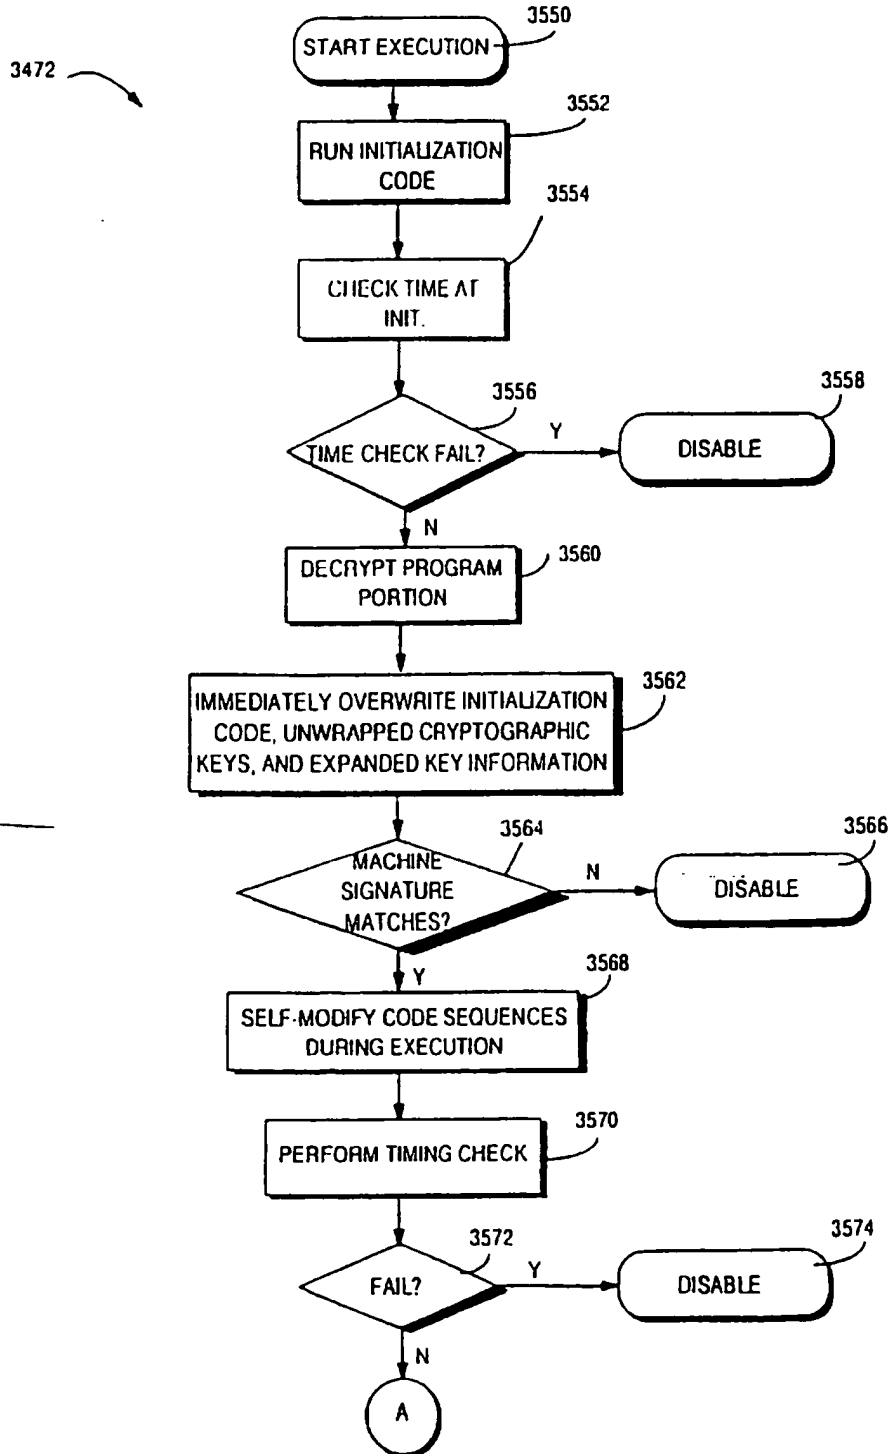 3550
START EXECUTION
3472
3552
RUN INITIALIZATION
CODE
3554
CHECK TIME AT
INIT.
3556
TIME CHECK FAIL?
Y
3558
DISABLE
N
3560
DECRYPT PROGRAM
PORTION
3562
IMMEDIATELY OVERWRITE INITIALIZATION
CODE, UNWRAPPED CRYPTOGRAPHIC
KEYS, AND EXPANDED KEY INFORMATION
3564
MACHINE
SIGNATURE
MATCHES?
N
3566
DISABLE
Y
3568
SELF-MODIFY CODE SEQUENCES
DURING EXECUTION
3570
PERFORM TIMING CHECK
3572
FAIL?
Y
3574
DISABLE
N
A